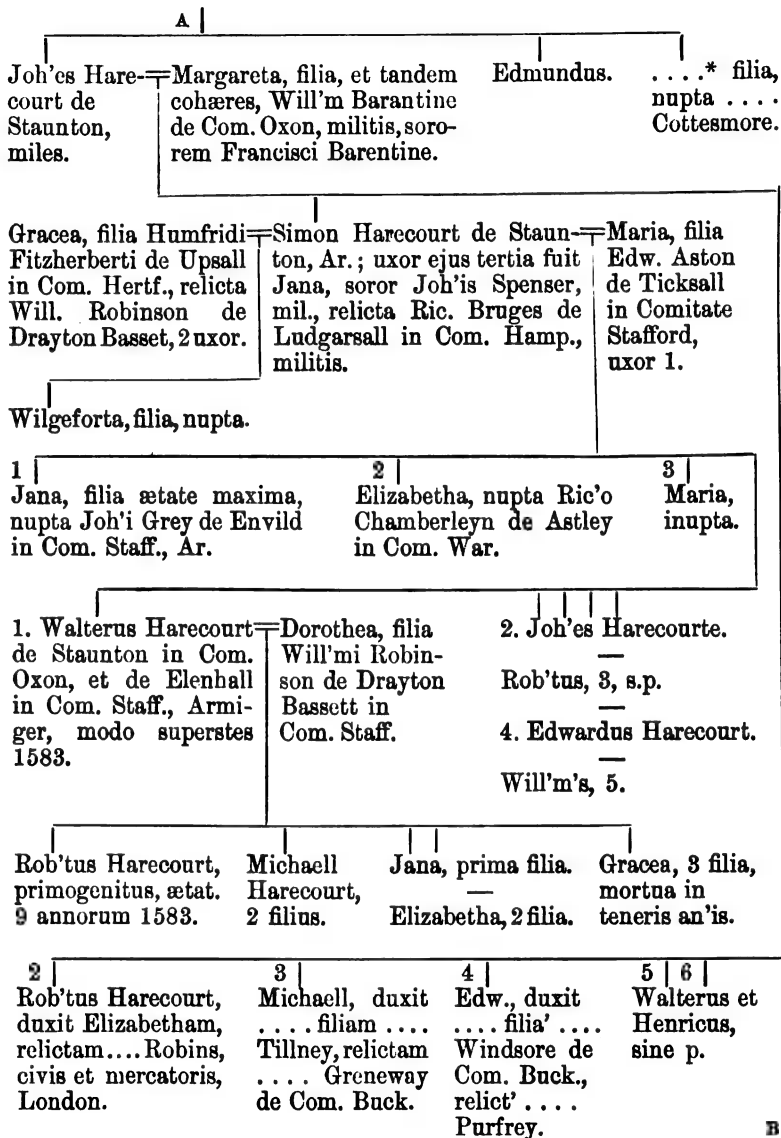 A
Joh'es Hare-
court de
Staunton,
miles.
Margareta, filia, et tandem
cohæres, Will'm Barantine
de Com. Oxon, militis, soro-
rem Francisci Barentine.
Edmundus.
....* filia,
nupta ....
Cottesmore.
Gracea, filia Humfridi
Fitzherberti de Upsall
in Com. Hertf., relicta
Will. Robinson de
Drayton Basset, 2 uxor.
Simon Harecourt de Staun-
ton, Ar.; uxor ejus tertia fuit
Jana, soror Joh'is Spenser,
mil., relicta Ric. Bruges de
Ludgarsall in Com. Hamp.,
militis.
Maria, filia
Edw. Aston
de Ticksall
in Comitate
Stafford,
uxor 1.
Wilgeforta, filia, nupta.
1
Jana, filia ætate maxima,
nupta Joh'i Grey de Envild
in Com. Staff., Ar.
2
Elizabetha, nupta Ric'o
Chamberleyn de Astley
in Com. War.
3
Maria,
inupta.
1. Walterus Harecourt
de Staunton in Com.
Oxon, et de Elenhall
in Com. Staff., Armi-
ger, modo superstes
1583.
Dorothea, filia
Will'mi Robin-
son de Drayton
Bassett in
Com. Staff.
2. Joh'es Harecourte.
—
Rob'tus, 3, s.p.
—
4. Edwardus Harecourt.
—
Will'm's, 5.
Rob'tus Harecourt,
primogenitus, ætat.
9 annorum 1583.
Michaell
Harecourt,
2 filius.
Jana, prima filia.
—
Elizabetha, 2 filia.
Gracea, 3 filia,
mortua in
teneris an'is.
2
Rob'tus Harecourt,
duxit Elizabetham,
relictam.... Robins,
civis et mercatoris,
London.
3
Michaell, duxit
.... filiam ....
Tillney, relictam
.... Greneway
de Com. Buck.
4
Edw., duxit
.... filia' ....
Windsore de
Com. Buck.,
relict' ....
Purfrey.
5 6
Walterus et
Henricus,
sine p.
B